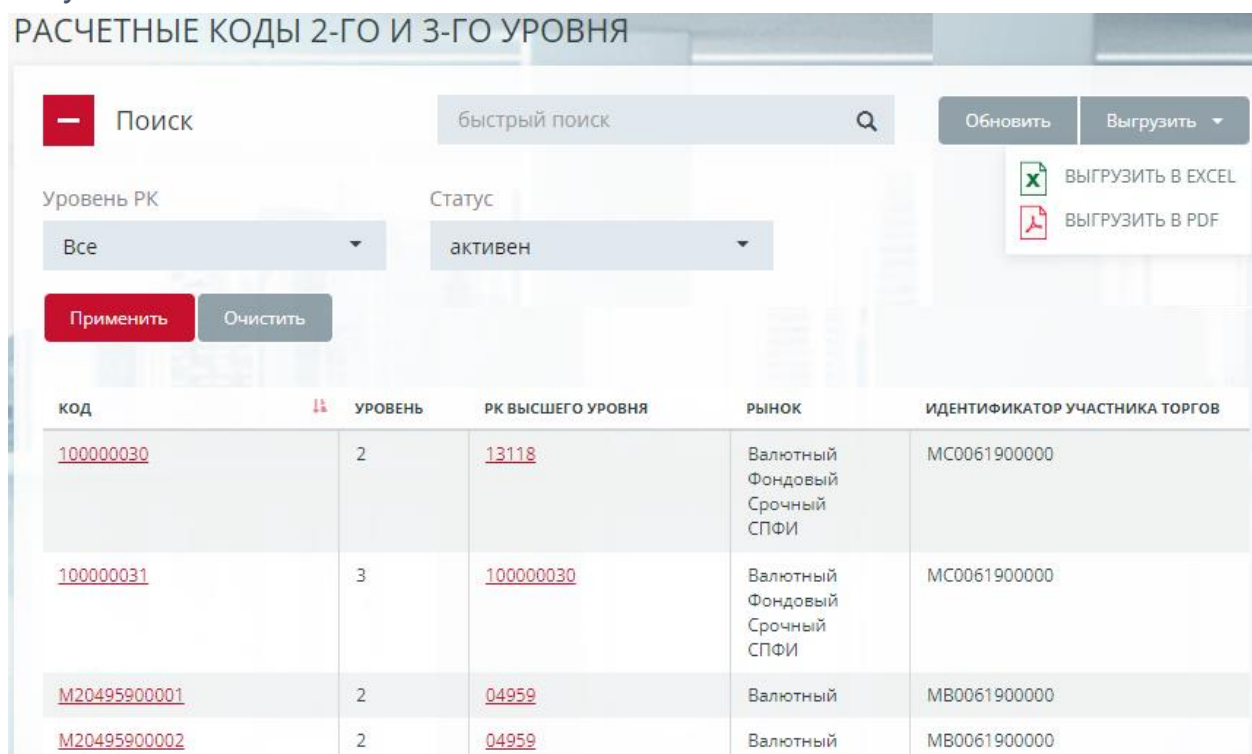 РАСЧЕТНЫЕ КОДЫ 2-ГО И 3-ГО УРОВНЯ
Поиск
быстрый поиск
Обновить
Выгрузить
ВЫГРУЗИТЬ В EXCEL
ВЫГРУЗИТЬ В PDF
Уровень РК
Статус
Все
активен
Применить
Очистить
КОД УРОВЕНЬ РК ВЫСШЕГО УРОВНЯ РЫНОК ИДЕНТИФИКАТОР УЧАСТНИКА ТОРГОВ
100000030 2 13118 Валютный MC0061900000
Фондовый
Срочный
СПФИ
100000031 3 100000030 Валютный MC0061900000
Фондовый
Срочный
СПФИ
M20495900001 2 04959 Валютный MB0061900000
M20495900002 2 04959 Валютный MB0061900000